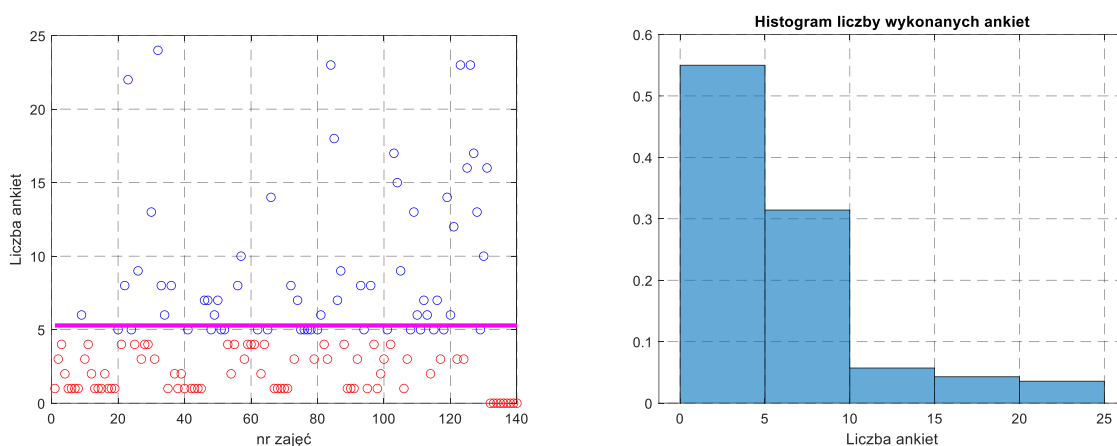 25
20
15
10
5
0
0 20 40 60 80 100 120 140
nr zajęć
Liczba ankiet
Histogram liczby wykonanych ankiet
0.6
0.5
0.4
0.3
0.2
0.1
0
0 5 10 15 20 25
Liczba ankiet